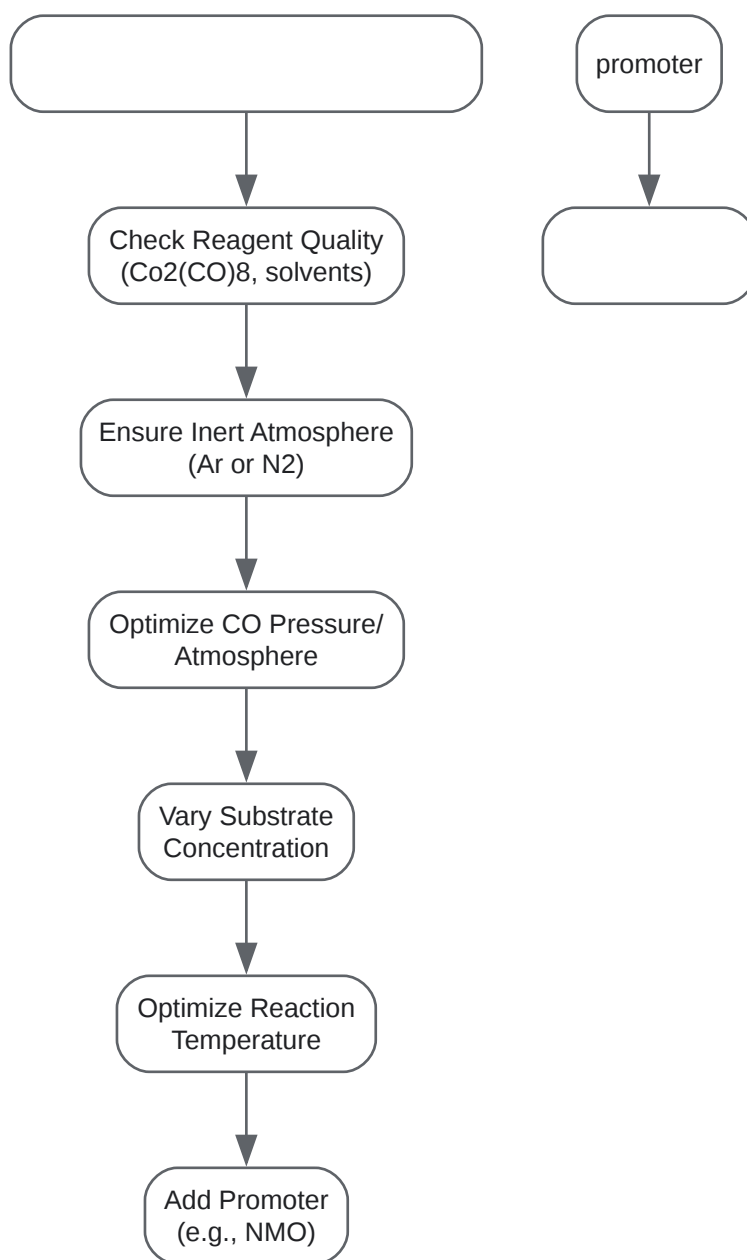 promoter
Check Reagent Quality
(Co2(CO)8, solvents)
Ensure Inert Atmosphere
(Ar or N2)
Optimize CO Pressure/
Atmosphere
Vary Substrate
Concentration
Optimize Reaction
Temperature
Add Promoter
(e.g., NMO)